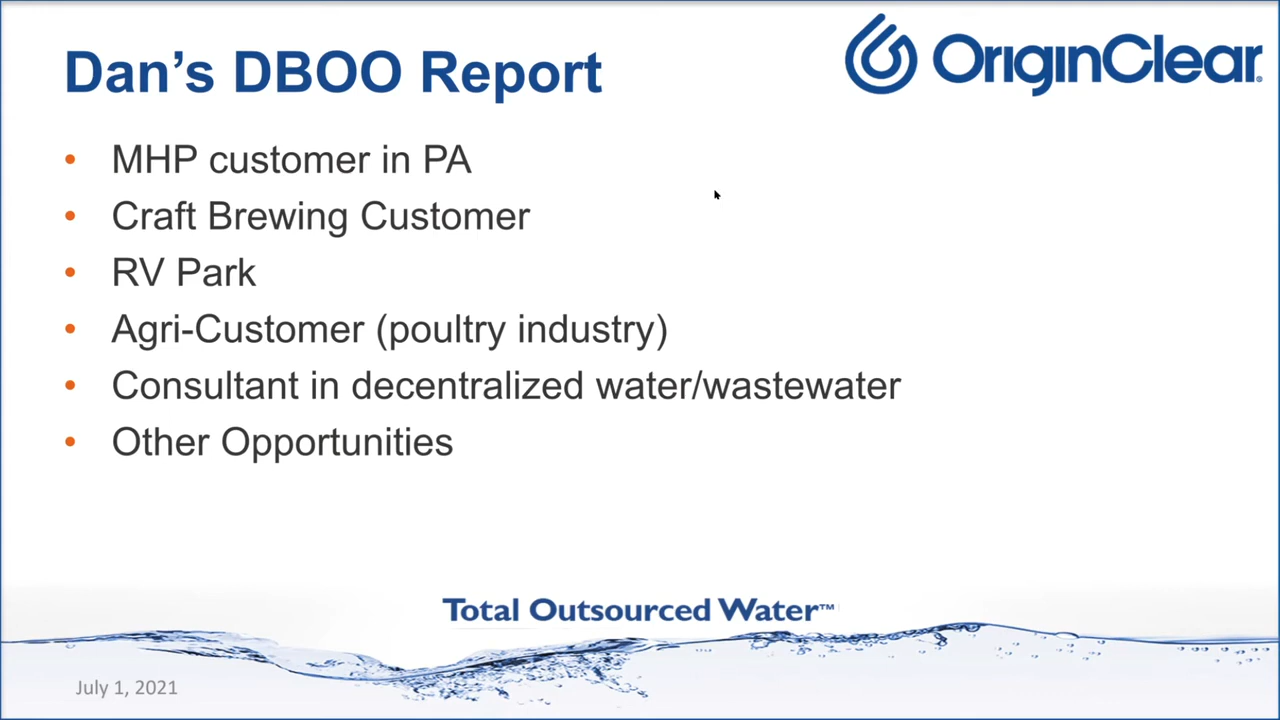 Dan’s DBOO Report
OriginClear®
• MHP customer in PA
• Craft Brewing Customer
• RV Park
• Agri-Customer (poultry industry)
• Consultant in decentralized water/wastewater
• Other Opportunities
Total Outsourced Water™
July 1, 2021